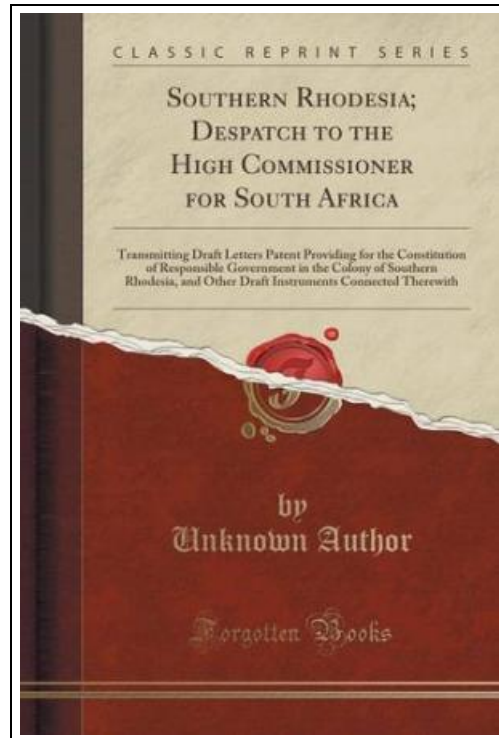 CLASSIC REPRINT SERIES
SOUTHERN RHODESIA;
DESPATCH TO THE
HIGH COMMISSIONER
FOR SOUTH AFRICA
Transmitting Draft Letters Patent Providing for the Constitution
of Responsible Government in the Colony of Southern
Rhodesia, and Other Draft Instruments Connected Therewith
by
Unknown Author
Forgotten Books